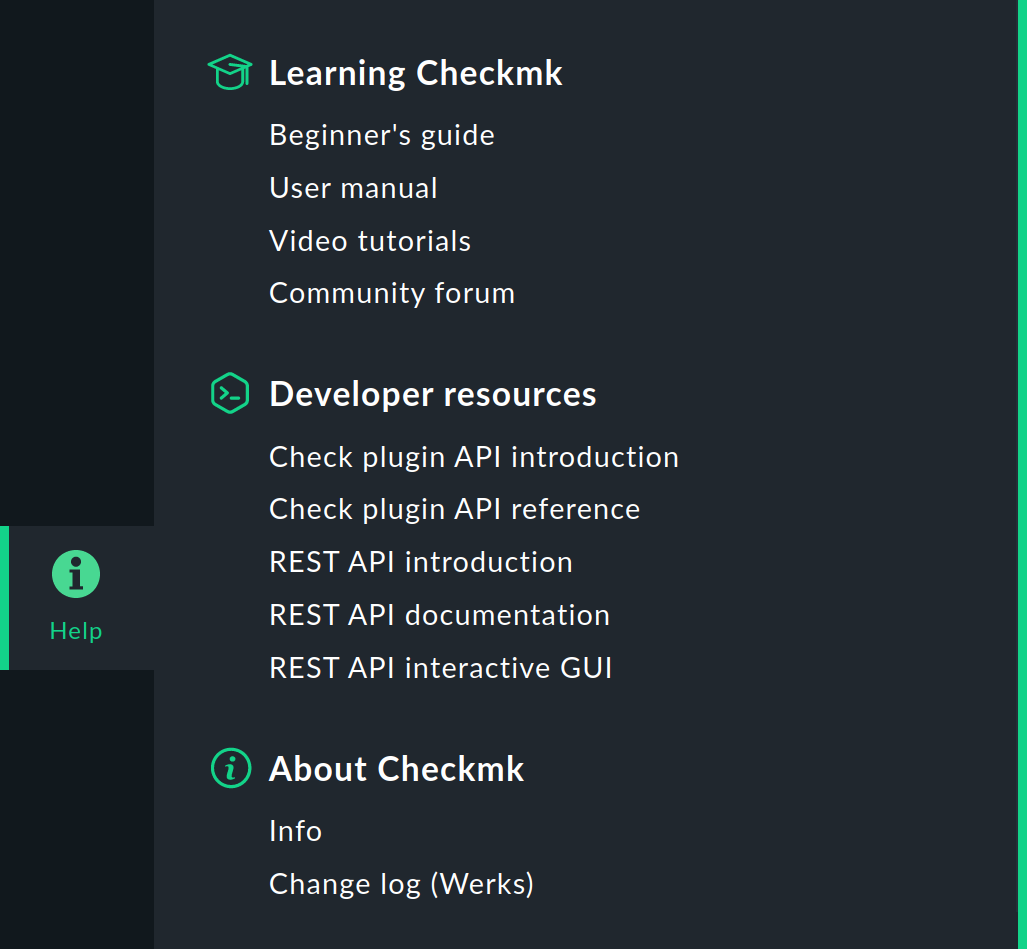 Learning Checkmk
Beginner's guide
User manual
Video tutorials
Community forum
Developer resources
Check plugin API introduction
Check plugin API reference
REST API introduction
REST API documentation
REST API interactive GUI
Help
About Checkmk
Info
Change log (Werks)